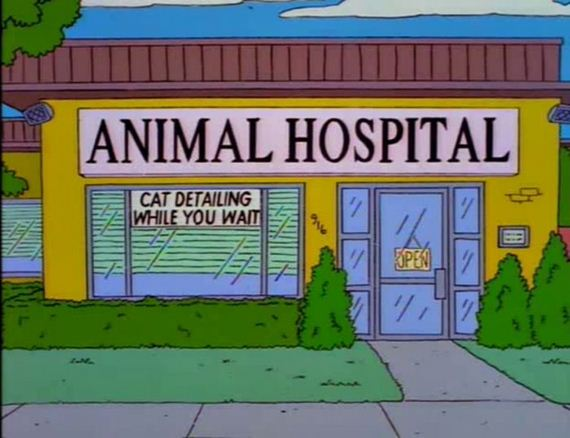 ANIMAL HOSPITAL
CAT DETAILING
WHILE YOU WAIT
916
OPEN